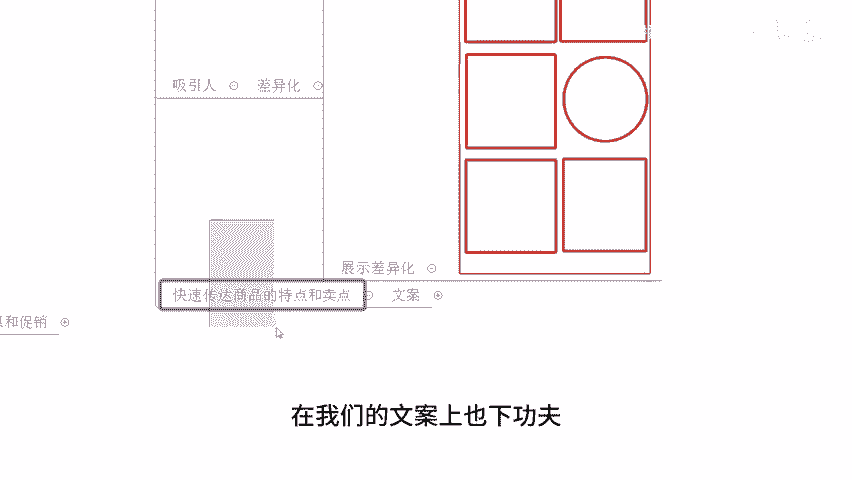 吸引人 差异化
展示差异化
快速传达商品的特点和卖点 文案
和促销
在我们的文案上也下功夫